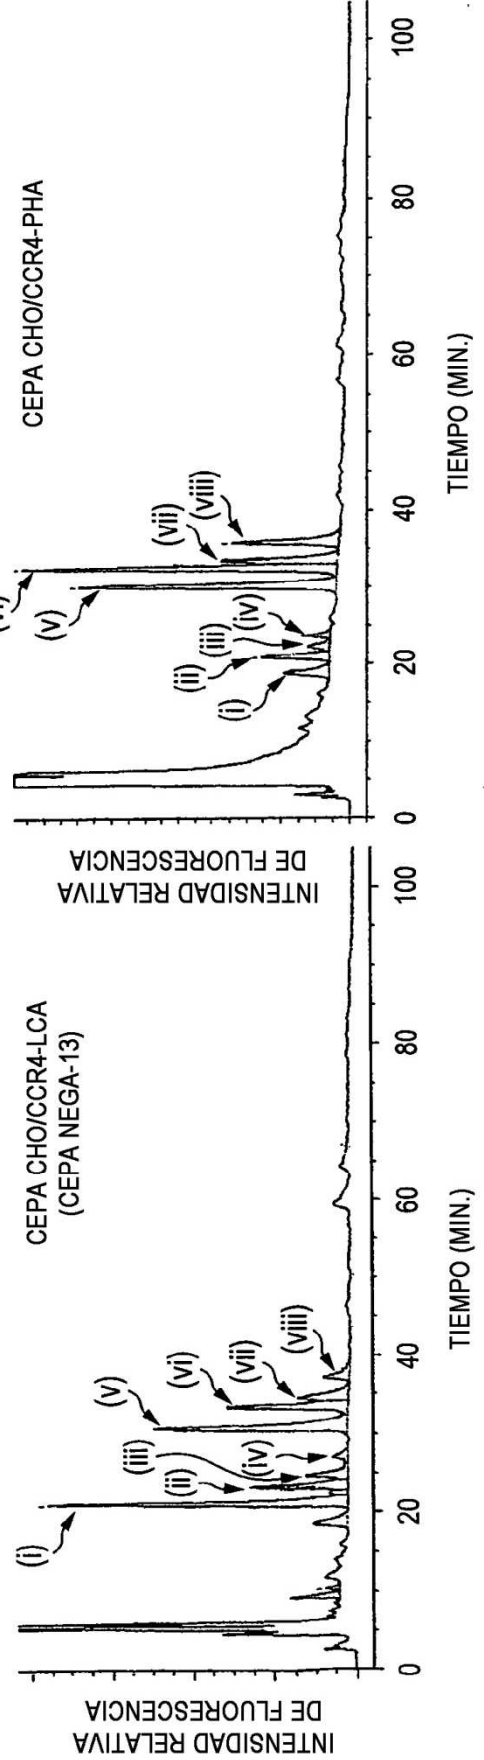 CEPA CHO/CCR4-LCA
(CEPA NEGA-13)
INTENSIDAD RELATIVA
DE FLUORESCENCIA
(i)
(ii)
(iii)
(iv)
(v)
(vi)
(vii)
(viii)
0 20 40 60 80 100
TIEMPO (MIN.)
CEPA CHO/CCR4-PHA
INTENSIDAD RELATIVA
DE FLUORESCENCIA
(i)
(ii)
(iii)
(iv)
(v)
(vii)
(viii)
0 20 40 60 80 100
TIEMPO (MIN.)